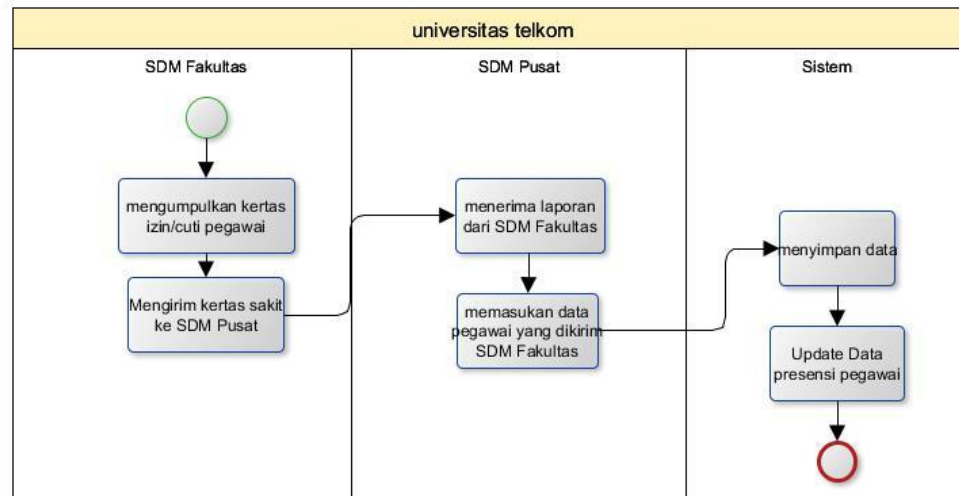 universitas telkom
SDM Fakultas
SDM Pusat
Sistem
mengumpulkan kertas
izin/cuti pegawai
Mengirim kertas sakit
ke SDM Pusat
menerima laporan
dari SDM Fakultas
memasukan data
pegawai yang dikirim
SDM Fakultas
menyimpan data
Update Data
presensi pegawai